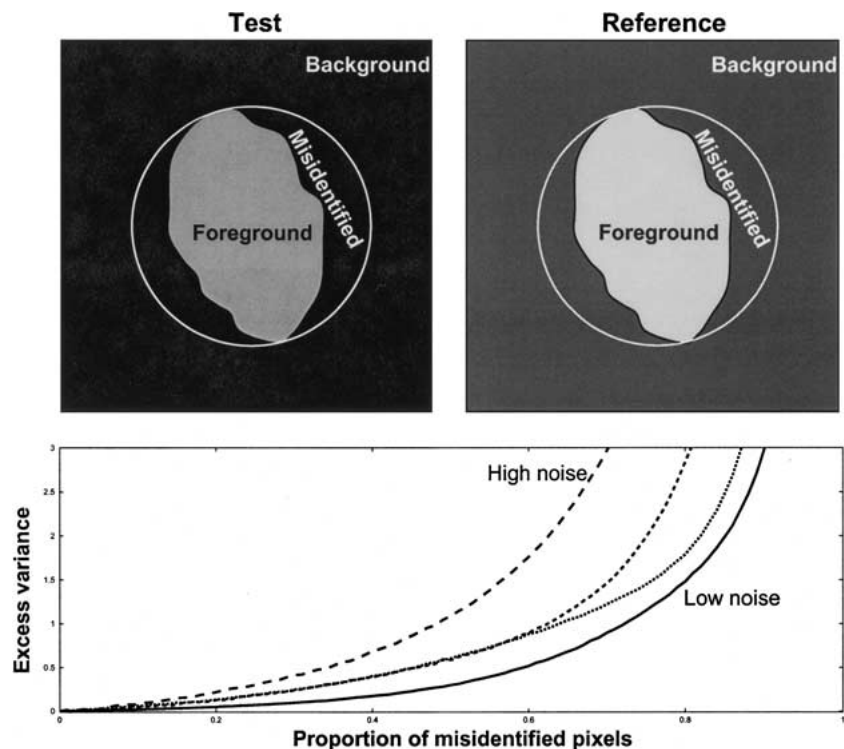 Test
Reference
Background
Background
Misidentified
Misidentified
Foreground
Foreground
3
2.5
2
1.5
1
0.5
0
Excess variance
High noise
Low noise
0
0.2
0.4
0.6
0.8
1
Proportion of misidentified pixels